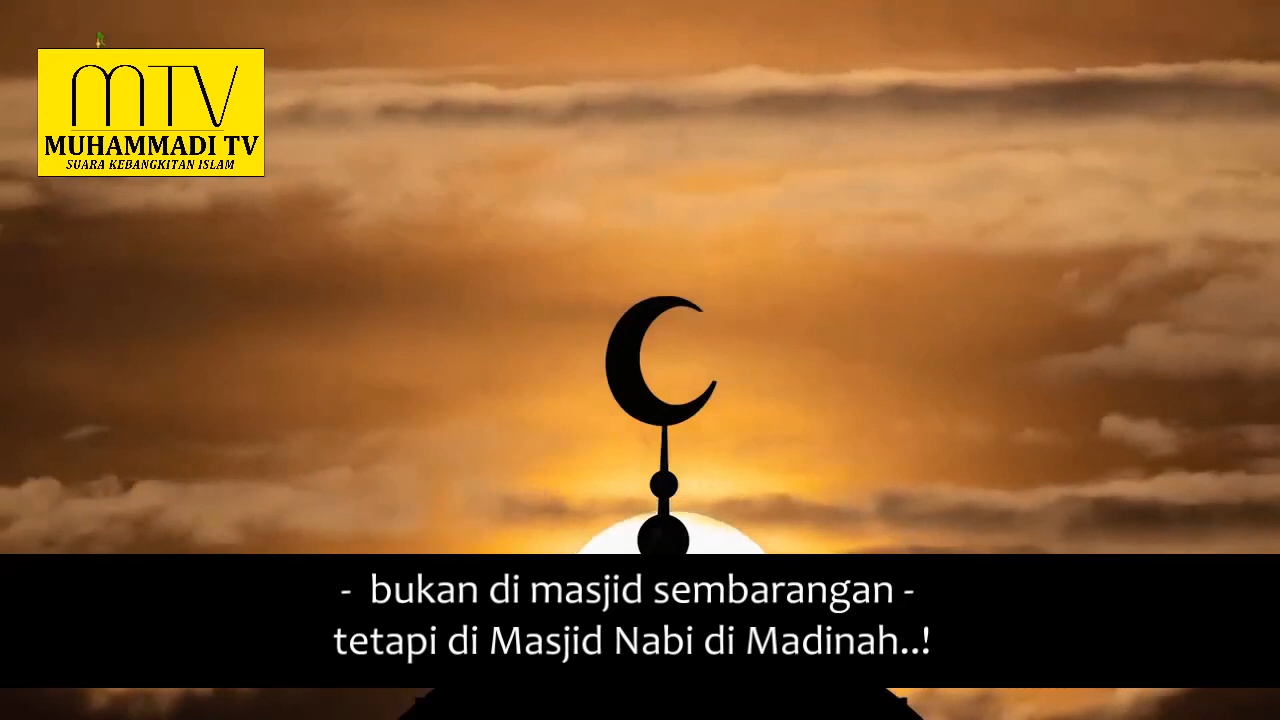 MTV
MUHAMMADI TV
SUARA KEBANGKITAN ISLAM
- bukan di masjid sembarangan -
tetapi di Masjid Nabi di Madinah..!